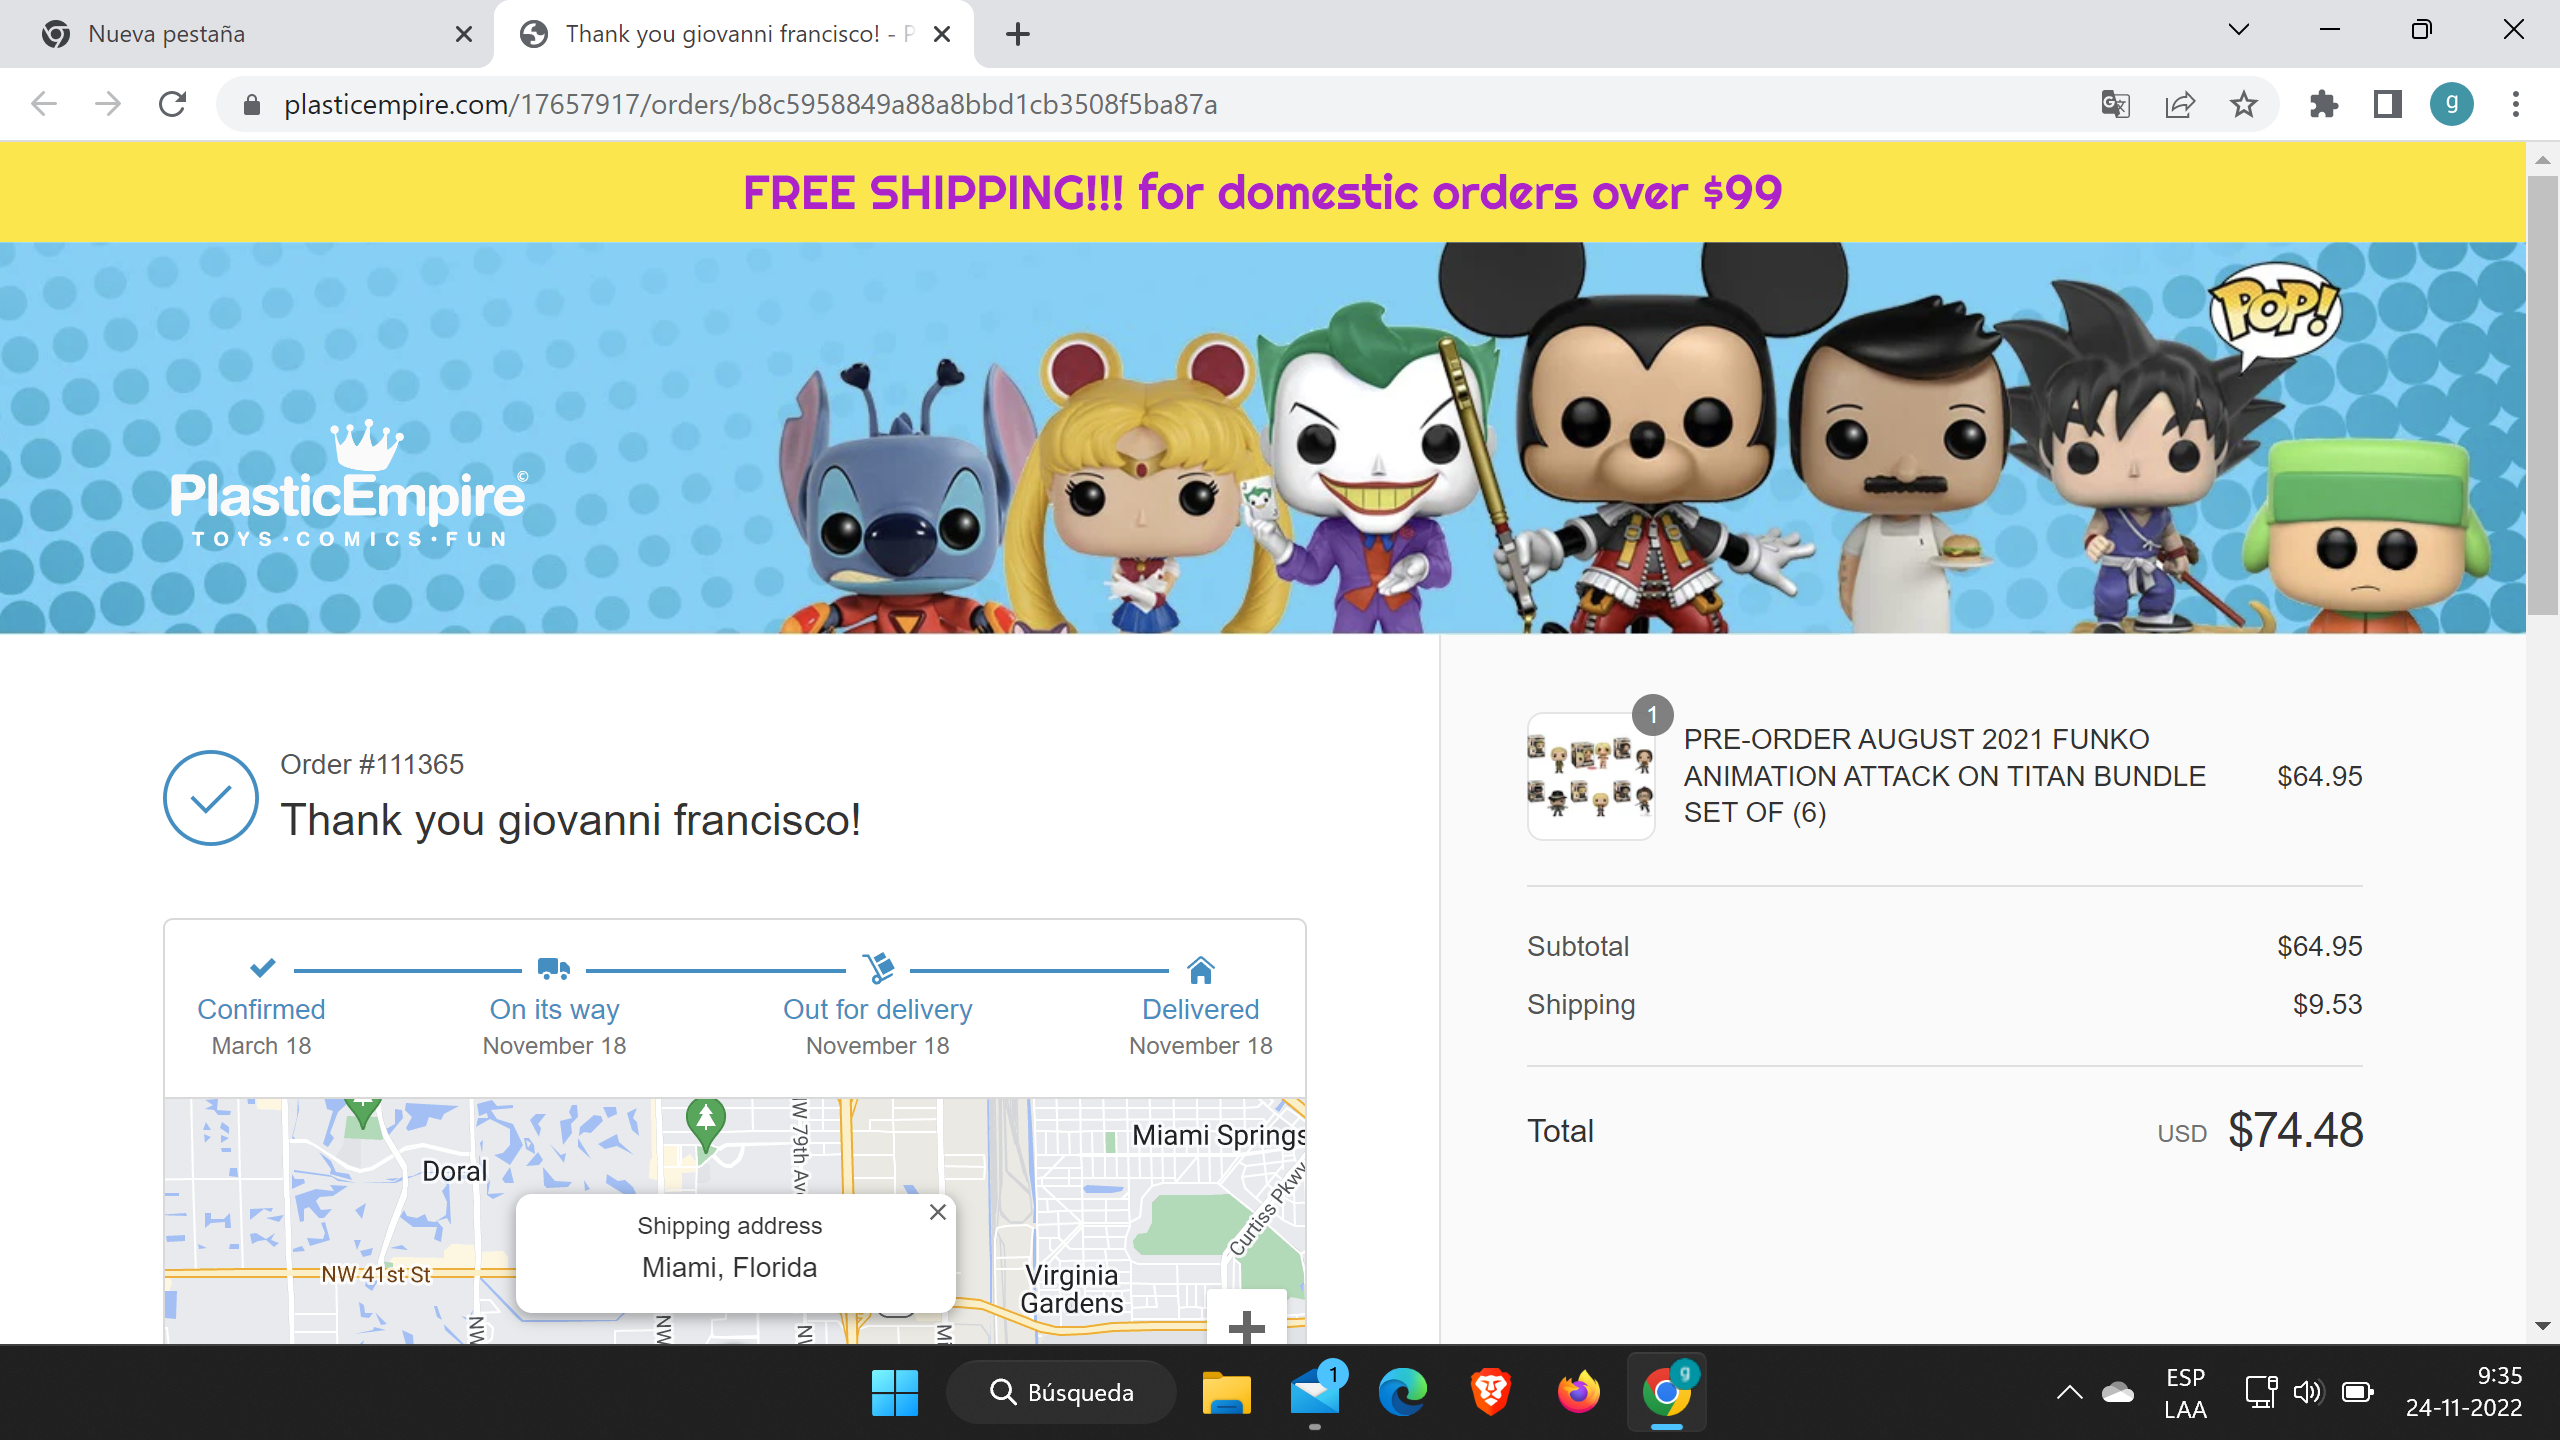 Nueva pestaña
Thank you giovanni francisco! - P
plasticempire.com/17657917/orders/b8c5958849a88a8bbd1cb3508f5ba87a
g
FREE SHIPPING!!! for domestic orders over $99
POP!
PlasticEmpire©
TOYS·COMICS·FUN
Order #111365
Thank you giovanni francisco!
Confirmed
March 18
On its way
November 18
Out for delivery
November 18
Delivered
November 18
Doral
NW 79th Av
Miami Springs
Curtiss Pkwy
NW 41st St
Shipping address
Miami, Florida
Virginia
Gardens
NW
NW
NW
Mi
1
PRE-ORDER AUGUST 2021 FUNKO
ANIMATION ATTACK ON TITAN BUNDLE
SET OF (6)
$64.95
Subtotal
$64.95
Shipping
$9.53
Total
USD $74.48
Búsqueda
1
g
ESP
LAA
9:35
24-11-2022